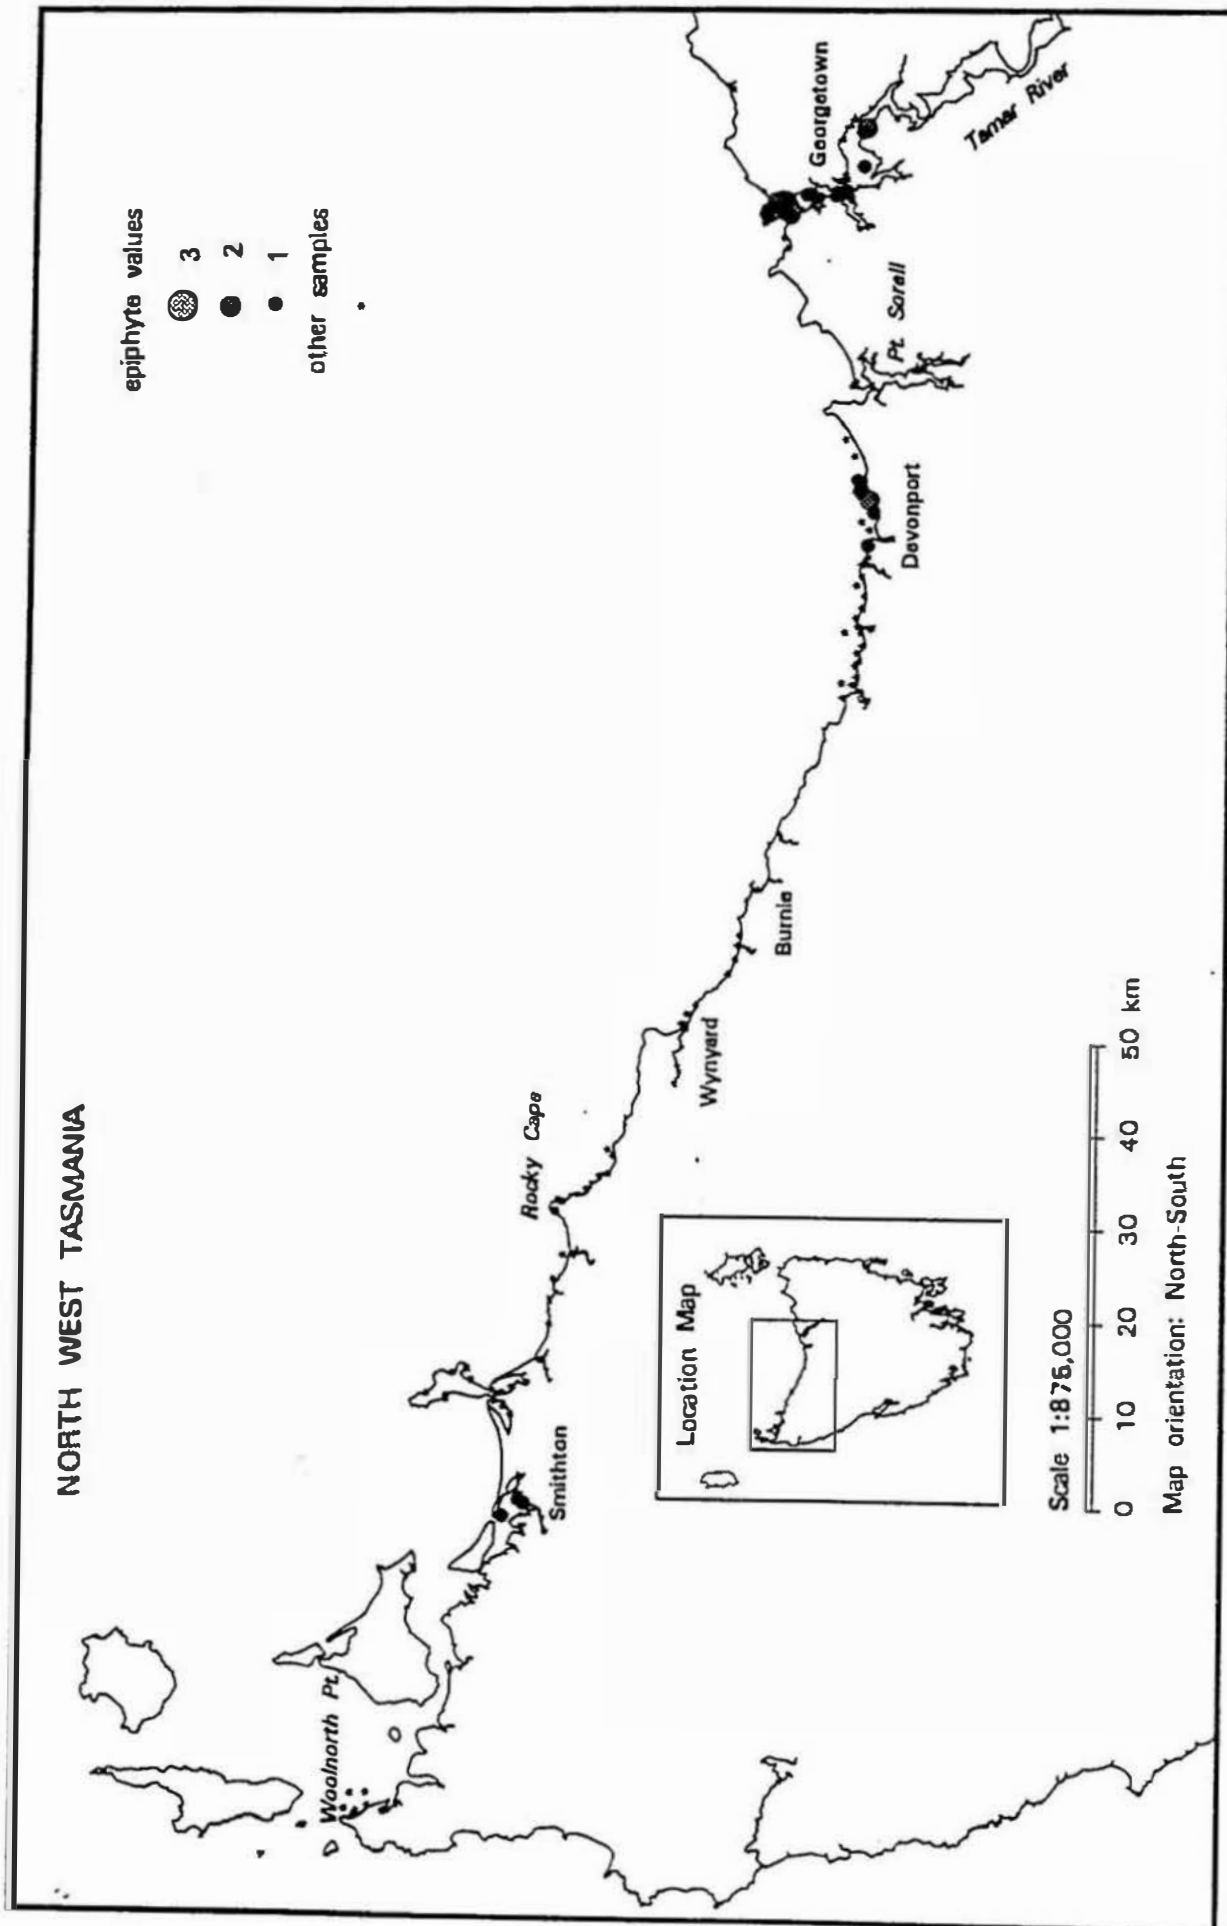 NORTH WEST TASMANIA
epiphyte values
3
2
1
other samples
Woolnorth Pt.
Smithton
Rocky Cape
Wynyard
Burnie
Devonport
Pt. Sorell
Georgetown
Tamar River
Location Map
Scale 1:875,000
0 10 20 30 40 50 km
Map orientation: North-South